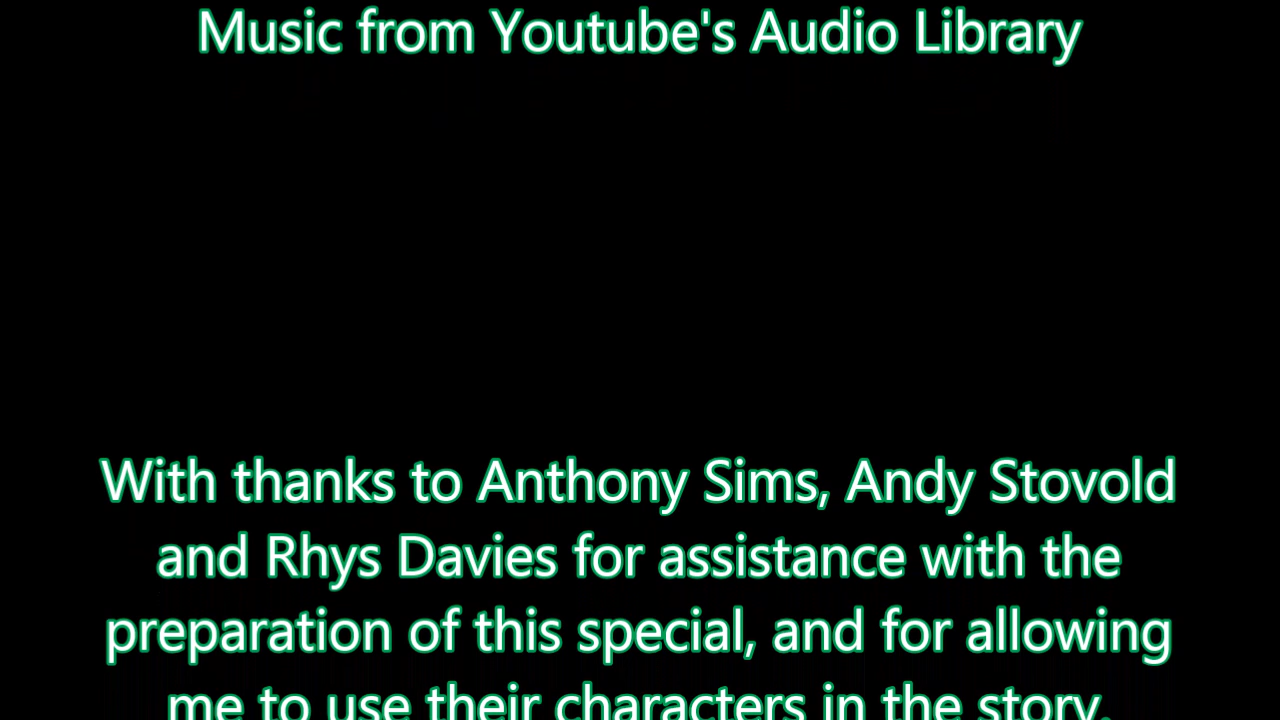 Music from Youtube's Audio Library
With thanks to Anthony Sims, Andy Stovold
and Rhys Davies for assistance with the
preparation of this special, and for allowing
me to use their characters in the story.